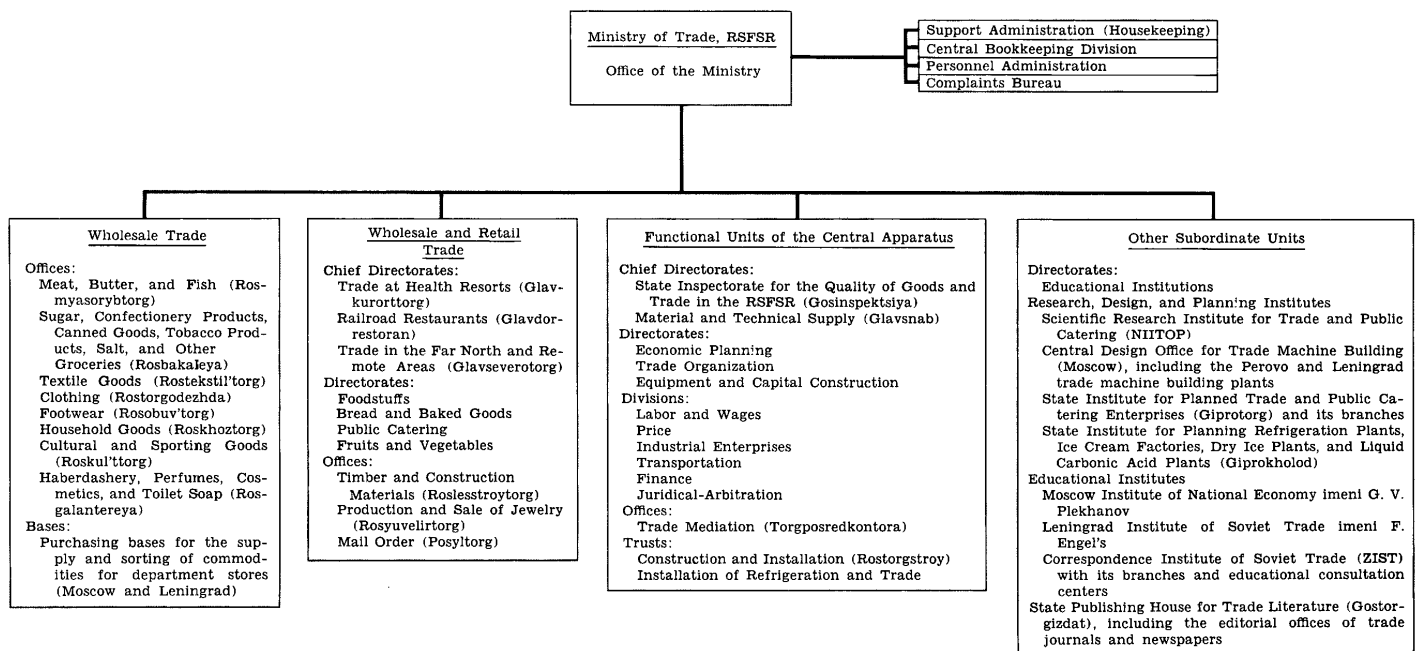 Ministry of Trade, RSFSR
Office of the Ministry
Support Administration (Housekeeping)
Central Bookkeeping Division
Personnel Administration
Complaints Bureau
Wholesale Trade
Offices:
Meat, Butter, and Fish (Ros-
myasorybtorg)
Sugar, Confectionery Products,
Canned Goods, Tobacco Prod-
ucts, Salt, and Other
Groceries (Rosbakaleya)
Textile Goods (Rostekstil'torg)
Clothing (Rostorgodezhda)
Footwear (Rosobuv'torg)
Household Goods (Roskhoztorg)
Cultural and Sporting Goods
(Roskul'ttorg)
Haberdashery, Perfumes, Cos-
metics, and Toilet Soap (Ros-
galantereya)
Bases:
Purchasing bases for the sup-
ply and sorting of commod-
ities for department stores
(Moscow and Leningrad)
Wholesale and Retail
Trade
Chief Directorates:
Trade at Health Resorts (Glav-
kurorttorg)
Railroad Restaurants (Glavdor-
restoran)
Trade in the Far North and Re-
mote Areas (Glavseverotorg)
Directorates:
Foodstuffs
Bread and Baked Goods
Public Catering
Fruits and Vegetables
Offices:
Timber and Construction
Materials (Roslesstroytorg)
Production and Sale of Jewelry
(Rosyuvelirtorg)
Mail Order (Posyltorg)
Functional Units of the Central Apparatus
Chief Directorates:
State Inspectorate for the Quality of Goods and
Trade in the RSFSR (Gosinspektsiya)
Material and Technical Supply (Glavsnab)
Directorates:
Economic Planning
Trade Organization
Equipment and Capital Construction
Divisions:
Labor and Wages
Price
Industrial Enterprises
Transportation
Finance
Juridical-Arbitration
Offices:
Trade Mediation (Torgposredkontora)
Trusts:
Construction and Installation (Rostorgstroy)
Installation of Refrigeration and Trade
Other Subordinate Units
Directorates:
Educational Institutions
Research, Design, and Planning Institutes
Scientific Research Institute for Trade and Public
Catering (NIITOP)
Central Design Office for Trade Machine Building
(Moscow), including the Perovo and Leningrad
trade machine building plants
State Institute for Planned Trade and Public Ca-
tering Enterprises (Giprotorg) and its branches
State Institute for Planning Refrigeration Plants,
Ice Cream Factories, Dry Ice Plants, and Liquid
Carbonic Acid Plants (Giprokholod)
Educational Institutes
Moscow Institute of National Economy imeni G. V.
Plekhanov
Leningrad Institute of Soviet Trade imeni F.
Engel's
Correspondence Institute of Soviet Trade (ZIST)
with its branches and educational consultation
centers
State Publishing House for Trade Literature (Gostor-
gizdat), including the editorial offices of trade
journals and newspapers